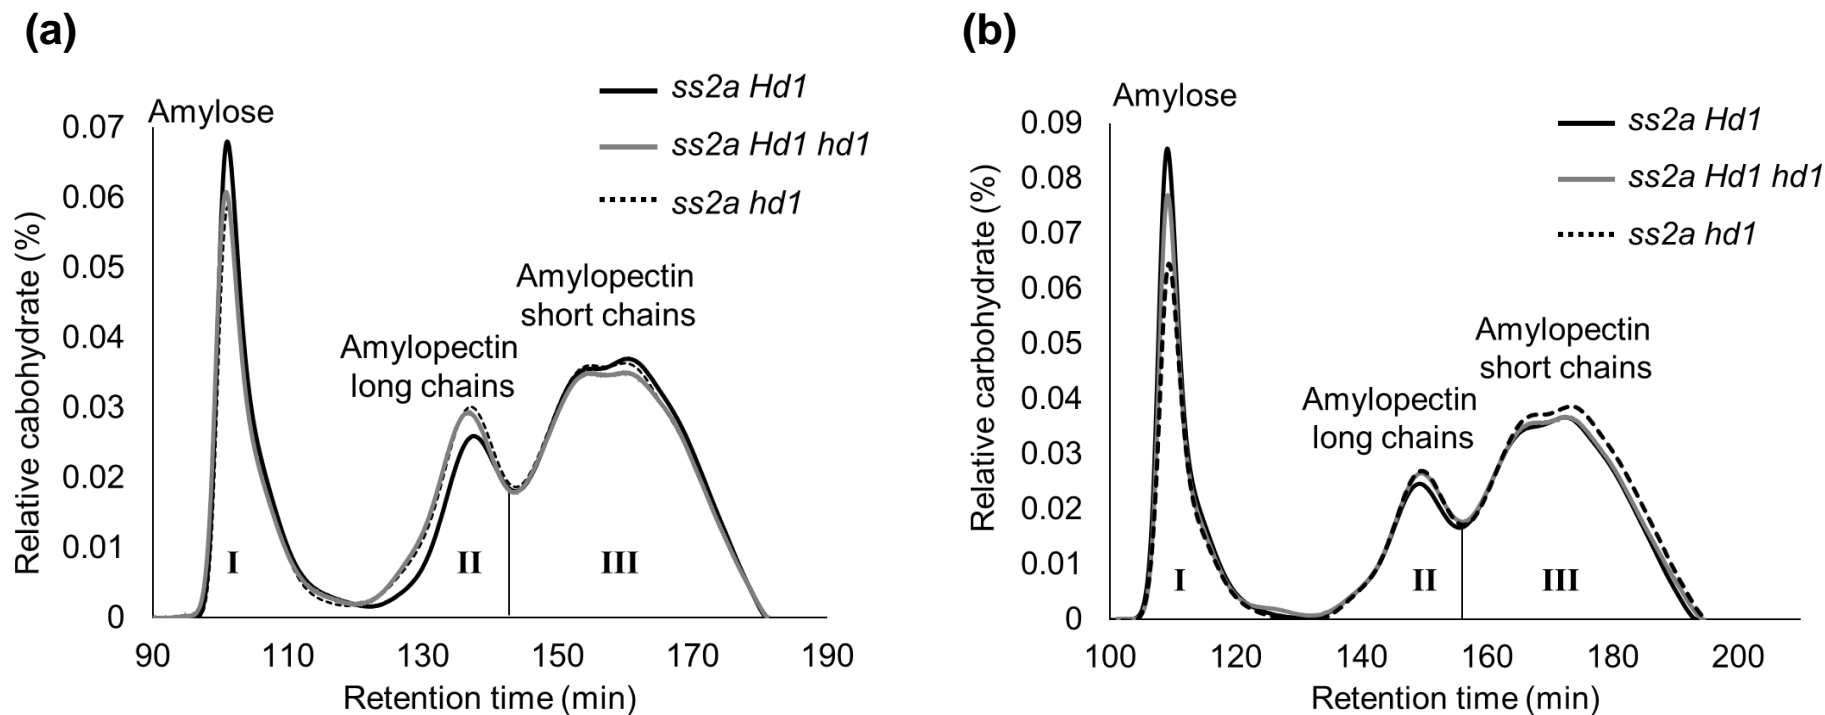 (a)
Amylose
ss2a Hd1
ss2a Hd1 hd1
ss2a hd1
Amylopectin
short chains
Amylopectin
long chains
0.07
0.06
0.05
0.04
0.03
0.02
0.01
0
Relative cabohydrate (%)
I
II
III
90 110 130 150 170 190
Retention time (min)
(b)
Amylose
ss2a Hd1
ss2a Hd1 hd1
ss2a hd1
Amylopectin
short chains
Amylopectin
long chains
0.09
0.08
0.07
0.06
0.05
0.04
0.03
0.02
0.01
0
Relative carbohydrate (%)
I
II
III
100 120 140 160 180 200
Retention time (min)